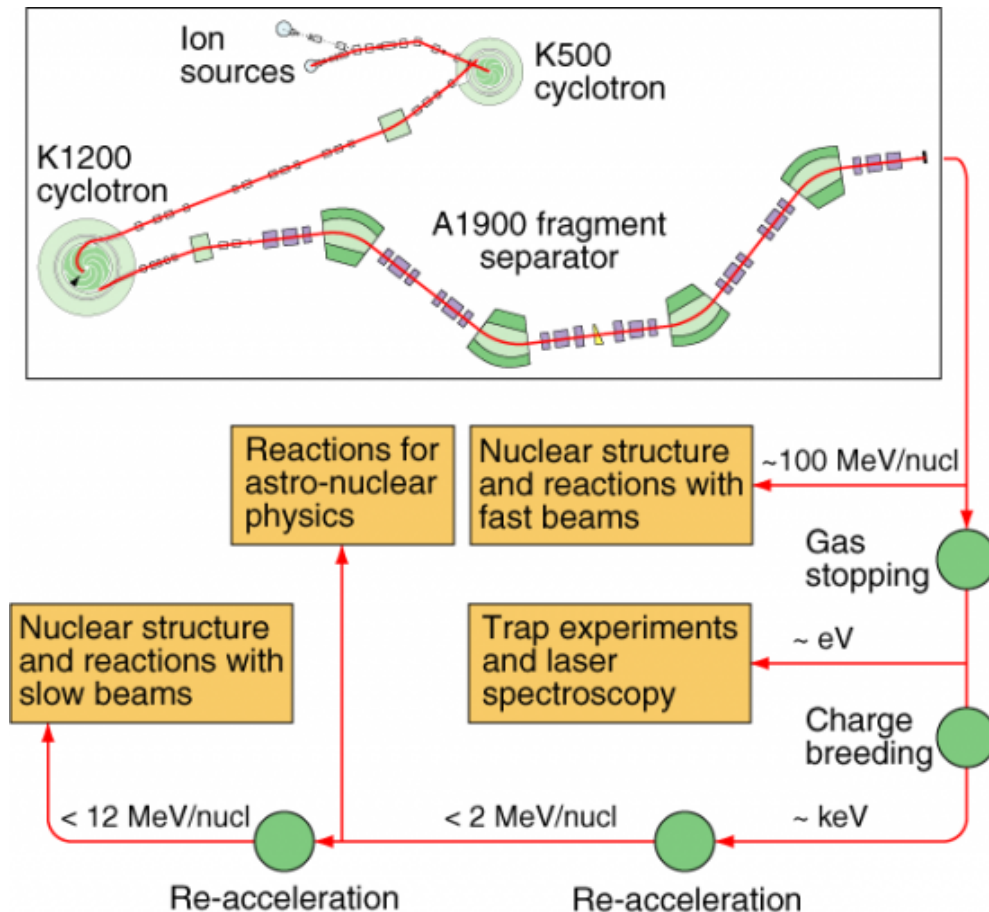 Ion
sources
K500
cyclotron
K1200
cyclotron
A1900 fragment
separator
Reactions for
astro-nuclear
physics
Nuclear structure
and reactions with
fast beams
~100 MeV/nucl
Gas
stopping
Nuclear structure
and reactions with
slow beams
Trap experiments
and laser
spectroscopy
~ eV
Charge
breeding
< 12 MeV/nucl
< 2 MeV/nucl
~ keV
Re-acceleration
Re-acceleration